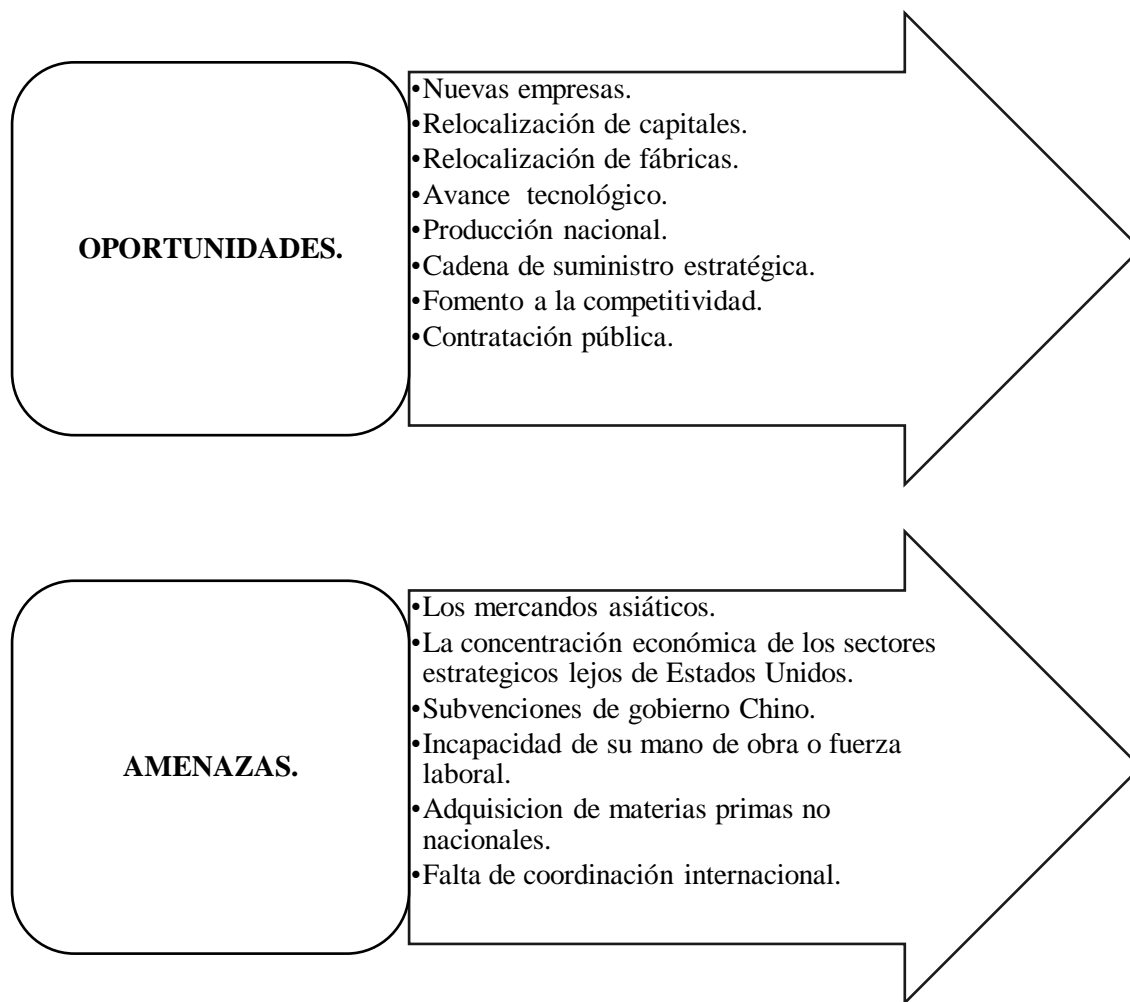 OPORTUNIDADES.
•Nuevas empresas.
•Relocalización de capitales.
•Relocalización de fábricas.
•Avance tecnológico.
•Producción nacional.
•Cadena de suministro estratégica.
•Fomento a la competitividad.
•Contratación pública.
AMENAZAS.
•Los mercandos asiáticos.
•La concentración económica de los sectores
estrategicos lejos de Estados Unidos.
•Subvenciones de gobierno Chino.
•Incapacidad de su mano de obra o fuerza
laboral.
•Adquisicion de materias primas no
nacionales.
•Falta de coordinación internacional.